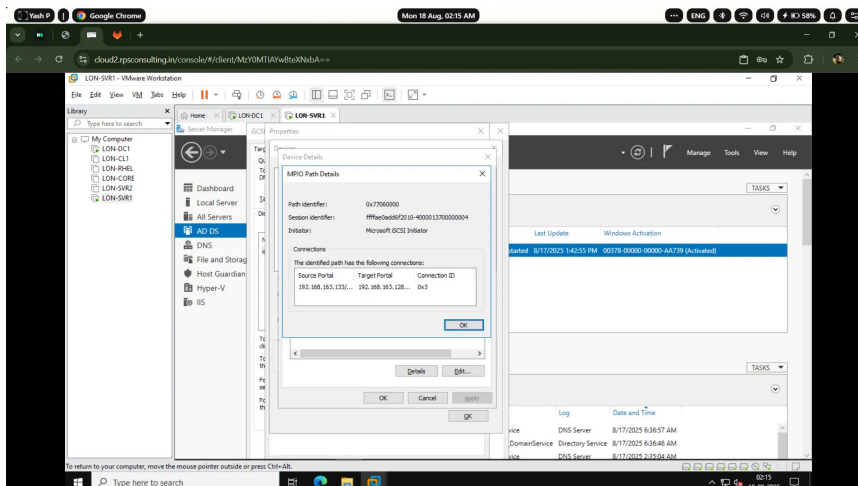 Yash P
Google Chrome
Mon 18 Aug, 02:15 AM
ENG
58%
cloud2.rpsconsulting.in/console/#/client/MzY0MTIAYwBteXNxbA==
LON-SVR1 - VMware Workstation
File Edit View VM Tabs Help
Library
Type here to search
Home
LON-DC1
LON-SVR1
My Computer
LON-DC1
LON-CL1
LON-RHEL
LON-CORE
LON-SVR2
LON-SVR1
Server Manager
Properties
Manage Tools View Help
Device Details
MPIO Path Details
Path identifier: 0x77060000
Session identifier: ffffae0add6f2010-4000013700000004
Initiator: Microsoft iSCSI Initiator
Connections
The identified path has the following connections:
Source Portal Target Portal Connection ID
192.168.163.133/... 192.168.163.128... 0x3
OK
Details Edit...
OK Cancel Apply
OK
Dashboard
Local Server
All Servers
AD DS
DNS
File and Storag
Host Guardian
Hyper-V
IIS
TASKS
Last Update Windows Activation
started 8/17/2025 1:42:55 PM 00378-00000-00000-AA739 (Activated)
TASKS
Log Date and Time
vice DNS Server 8/17/2025 6:36:57 AM
DomainService Directory Service 8/17/2025 6:36:46 AM
vice DNS Server 8/17/2025 2:35:04 AM
To return to your computer, move the mouse pointer outside or press Ctrl+Alt.
Type here to search
02:15